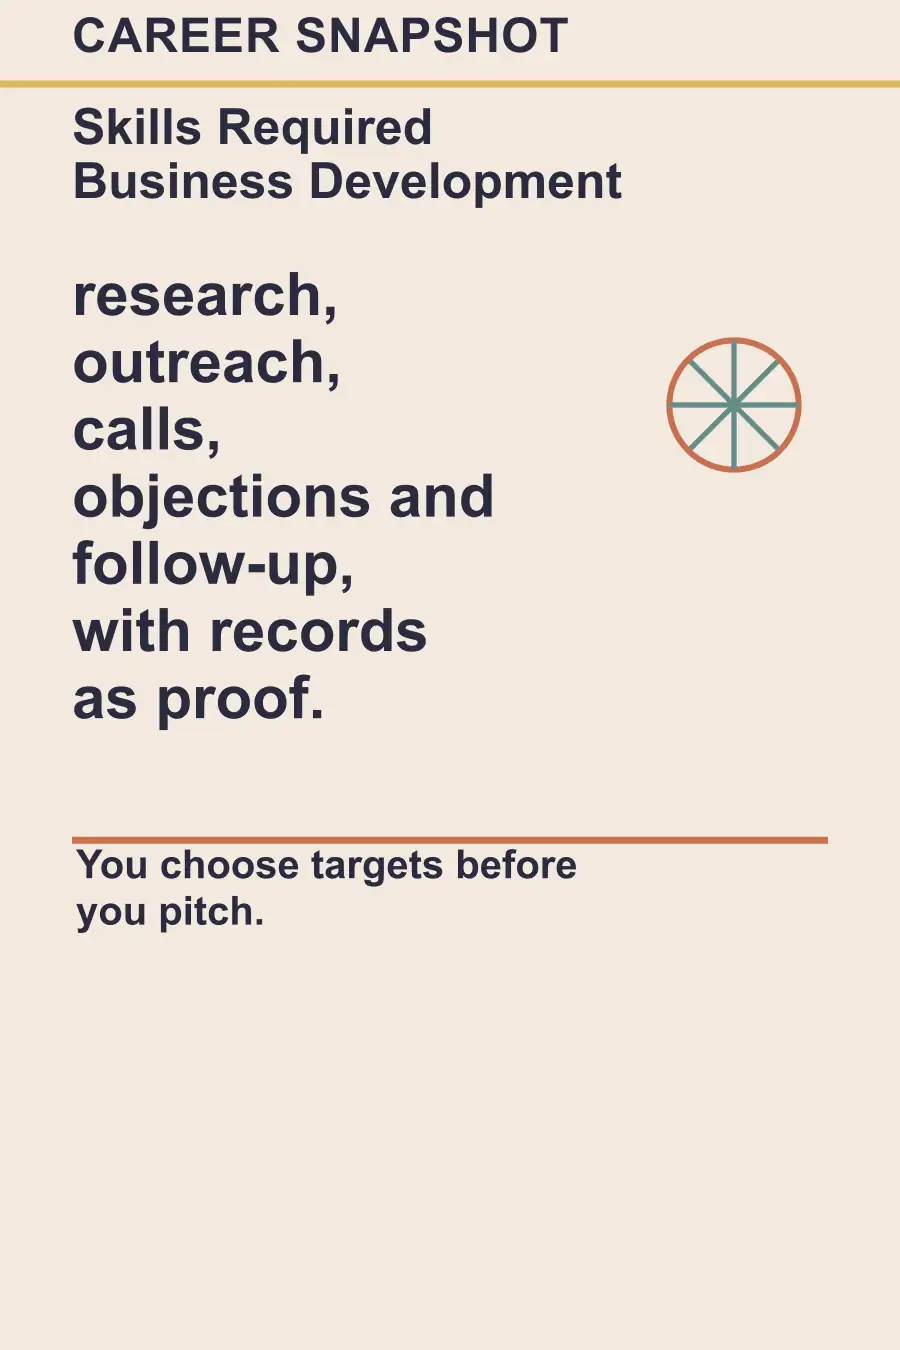 CAREER SNAPSHOT
Skills Required
Business Development
research,
outreach,
calls,
objections and
follow-up,
with records
as proof.
You choose targets before
you pitch.